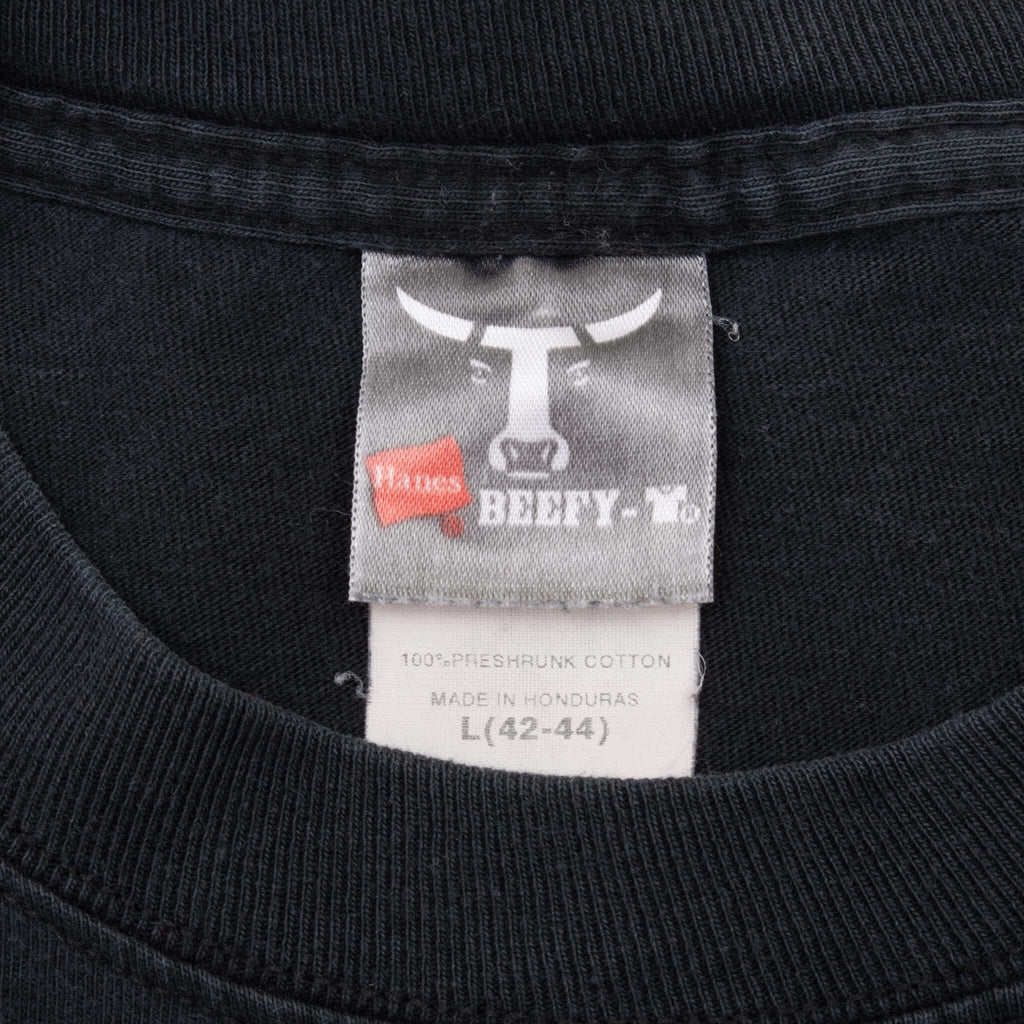 Hanes
®
BEEFY-
100% PRESHRUNK COTTON
MADE IN HONDURAS
L(42-44)